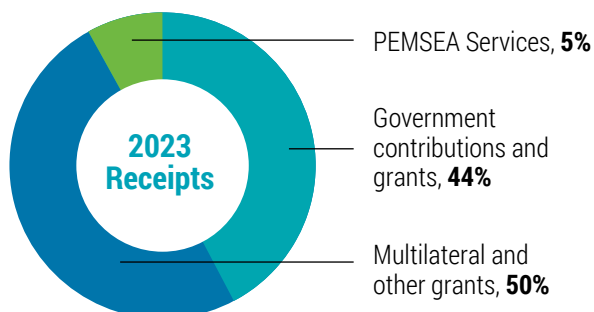 2023
Receipts
PEMSEA Services, 5%
Government
contributions and
grants, 44%
Multilateral and
other grants, 50%